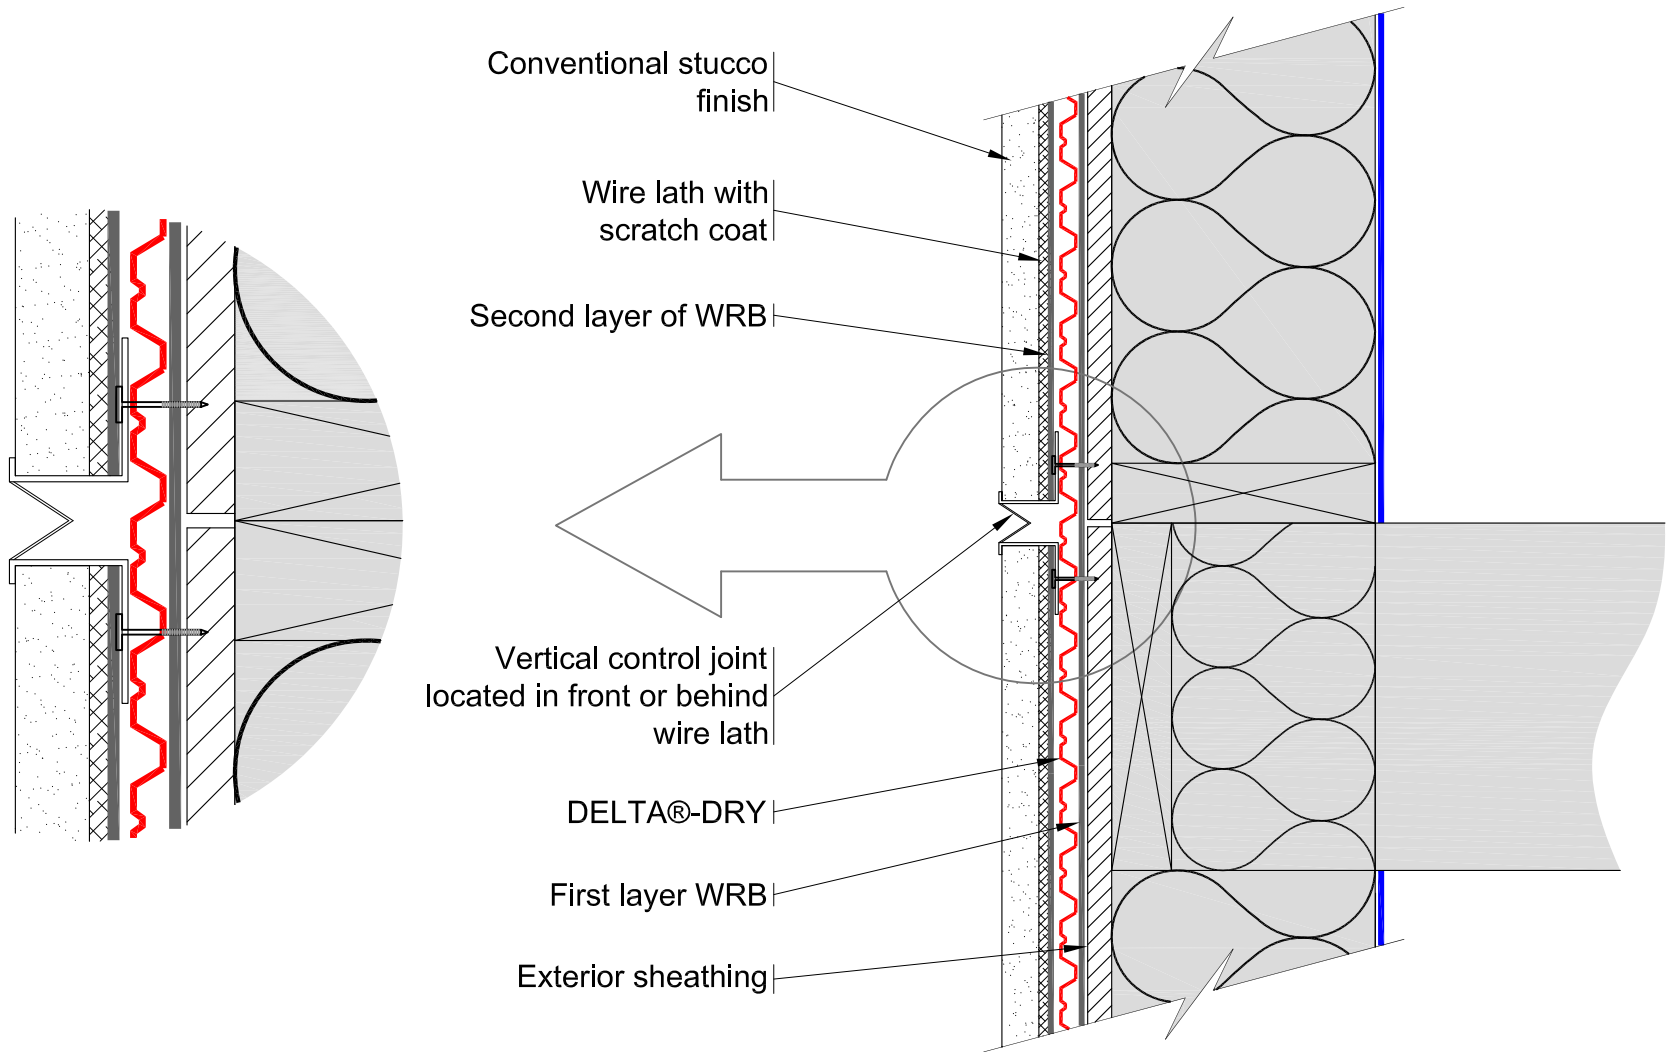 Conventional stucco
finish
Wire lath with
scratch coat
Second layer of WRB
Vertical control joint
located in front or behind
wire lath
DELTA®-DRY
First layer WRB
Exterior sheathing